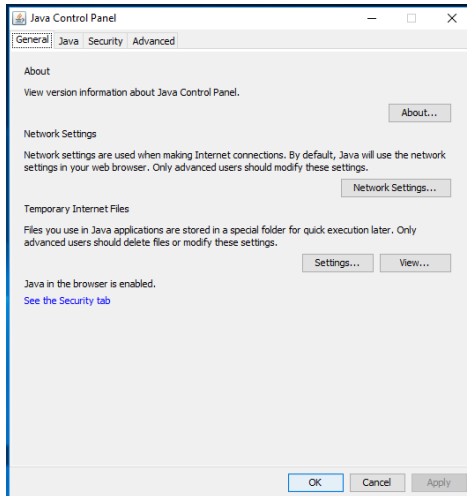 Java Control Panel
General Java Security Advanced
About
View version information about Java Control Panel.
About...
Network Settings
Network settings are used when making Internet connections. By default, Java will use the network
settings in your web browser. Only advanced users should modify these settings.
Network Settings...
Temporary Internet Files
Files you use in Java applications are stored in a special folder for quick execution later. Only
advanced users should delete files or modify these settings.
Settings... View...
Java in the browser is enabled.
See the Security tab
OK Cancel Apply